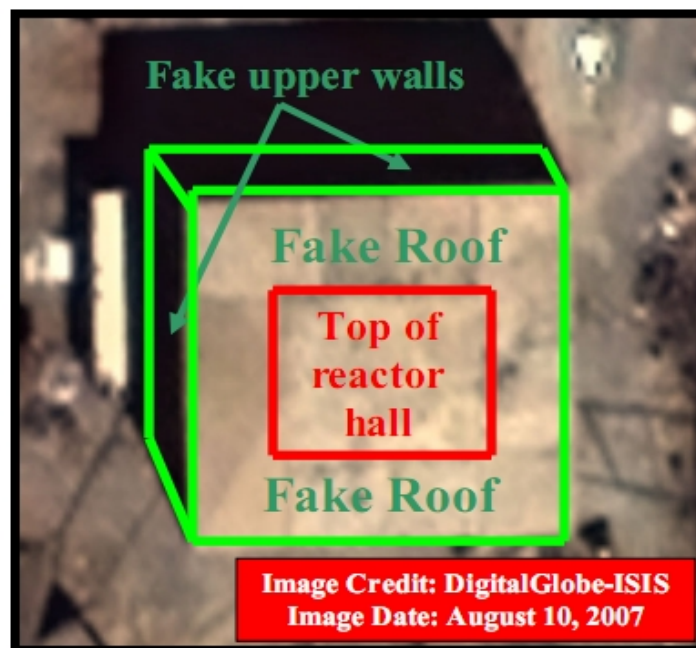 Fake upper walls
Fake Roof
Top of
reactor
hall
Fake Roof
Image Credit: DigitalGlobe-ISIS
Image Date: August 10, 2007